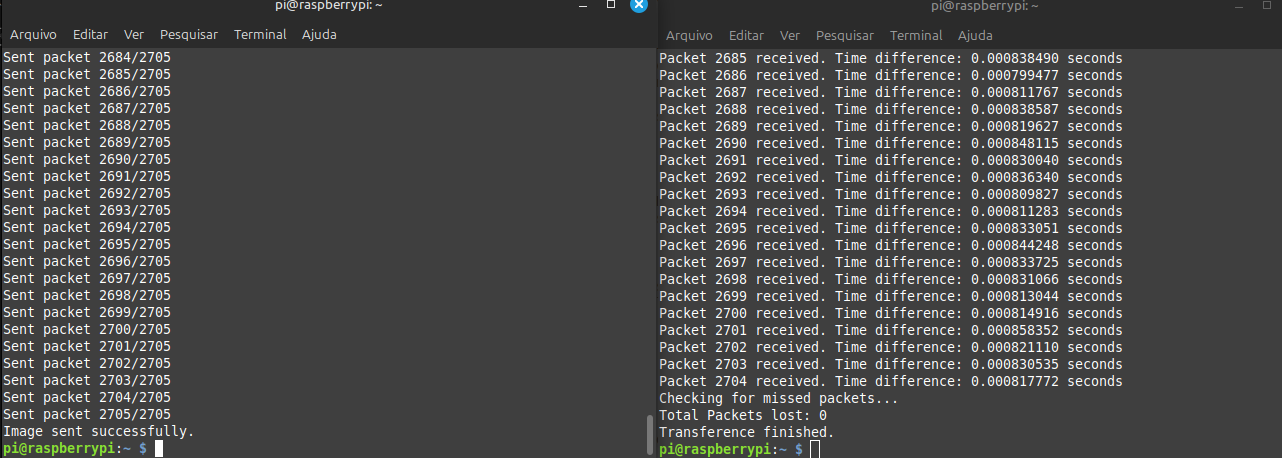 pi@raspberrypi: ~
Arquivo Editar Ver Pesquisar Terminal Ajuda
Sent packet 2684/2705
Sent packet 2685/2705
Sent packet 2686/2705
Sent packet 2687/2705
Sent packet 2688/2705
Sent packet 2689/2705
Sent packet 2690/2705
Sent packet 2691/2705
Sent packet 2692/2705
Sent packet 2693/2705
Sent packet 2694/2705
Sent packet 2695/2705
Sent packet 2696/2705
Sent packet 2697/2705
Sent packet 2698/2705
Sent packet 2699/2705
Sent packet 2700/2705
Sent packet 2701/2705
Sent packet 2702/2705
Sent packet 2703/2705
Sent packet 2704/2705
Sent packet 2705/2705
Image sent successfully.
pi@raspberrypi:~ $
pi@raspberrypi: ~
Arquivo Editar Ver Pesquisar Terminal Ajuda
Packet 2685 received. Time difference: 0.000838490 seconds
Packet 2686 received. Time difference: 0.000799477 seconds
Packet 2687 received. Time difference: 0.000811767 seconds
Packet 2688 received. Time difference: 0.000838587 seconds
Packet 2689 received. Time difference: 0.000819627 seconds
Packet 2690 received. Time difference: 0.000848115 seconds
Packet 2691 received. Time difference: 0.000830040 seconds
Packet 2692 received. Time difference: 0.000836340 seconds
Packet 2693 received. Time difference: 0.000809827 seconds
Packet 2694 received. Time difference: 0.000811283 seconds
Packet 2695 received. Time difference: 0.000833051 seconds
Packet 2696 received. Time difference: 0.000844248 seconds
Packet 2697 received. Time difference: 0.000833725 seconds
Packet 2698 received. Time difference: 0.000831066 seconds
Packet 2699 received. Time difference: 0.000813044 seconds
Packet 2700 received. Time difference: 0.000814916 seconds
Packet 2701 received. Time difference: 0.000858352 seconds
Packet 2702 received. Time difference: 0.000821110 seconds
Packet 2703 received. Time difference: 0.000830535 seconds
Packet 2704 received. Time difference: 0.000817772 seconds
Checking for missed packets...
Total Packets lost: 0
Transference finished.
pi@raspberrypi:~ $